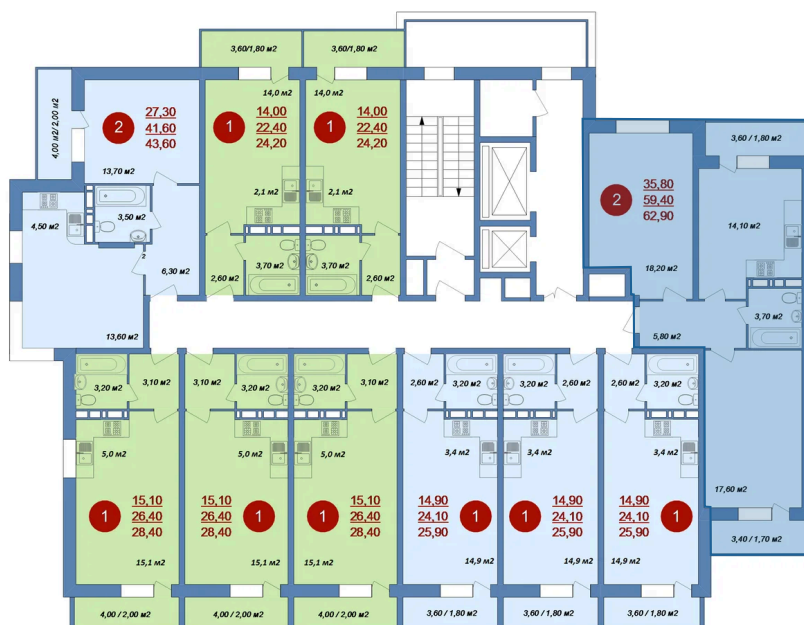 3,60/1,80 м2
3,60/1,80 м2
4,00 м2/ 2,00 м2
2
27,30
41,60
43,60
13,70 м2
14,0 м2
1
14,00
22,40
24,20
2,1 м2
14,0 м2
1
14,00
22,40
24,20
2,1 м2
3,60 / 1,80 м2
2
35,80
59,40
62,90
18,20 м2
14,10 м2
4,50 м2
3,50 м2
2
6,30 м2
13,60 м2
3,70 м2
2,60 м2
3,70 м2
2,60 м2
3,70 м2
5,80 м2
3,20 м2
3,10 м2
3,10 м2
3,20 м2
3,20 м2
3,10 м2
2,60 м2
3,20 м2
3,20 м2
2,60 м2
2,60 м2
3,20 м2
5,0 м2
5,0 м2
5,0 м2
3,4 м2
3,4 м2
3,4 м2
17,60 м2
1
15,10
26,40
28,40
15,1 м2
15,10
26,40
28,40
1
15,1 м2
1
15,10
26,40
28,40
15,1 м2
14,90
24,10
25,90
1
14,9 м2
1
14,90
24,10
25,90
14,9 м2
14,90
24,10
25,90
1
14,9 м2
3,40 / 1,70 м2
4,00 / 2,00 м2
4,00 / 2,00 м2
4,00 / 2,00 м2
3,60 / 1,80 м2
3,60 / 1,80 м2
3,60 / 1,80 м2